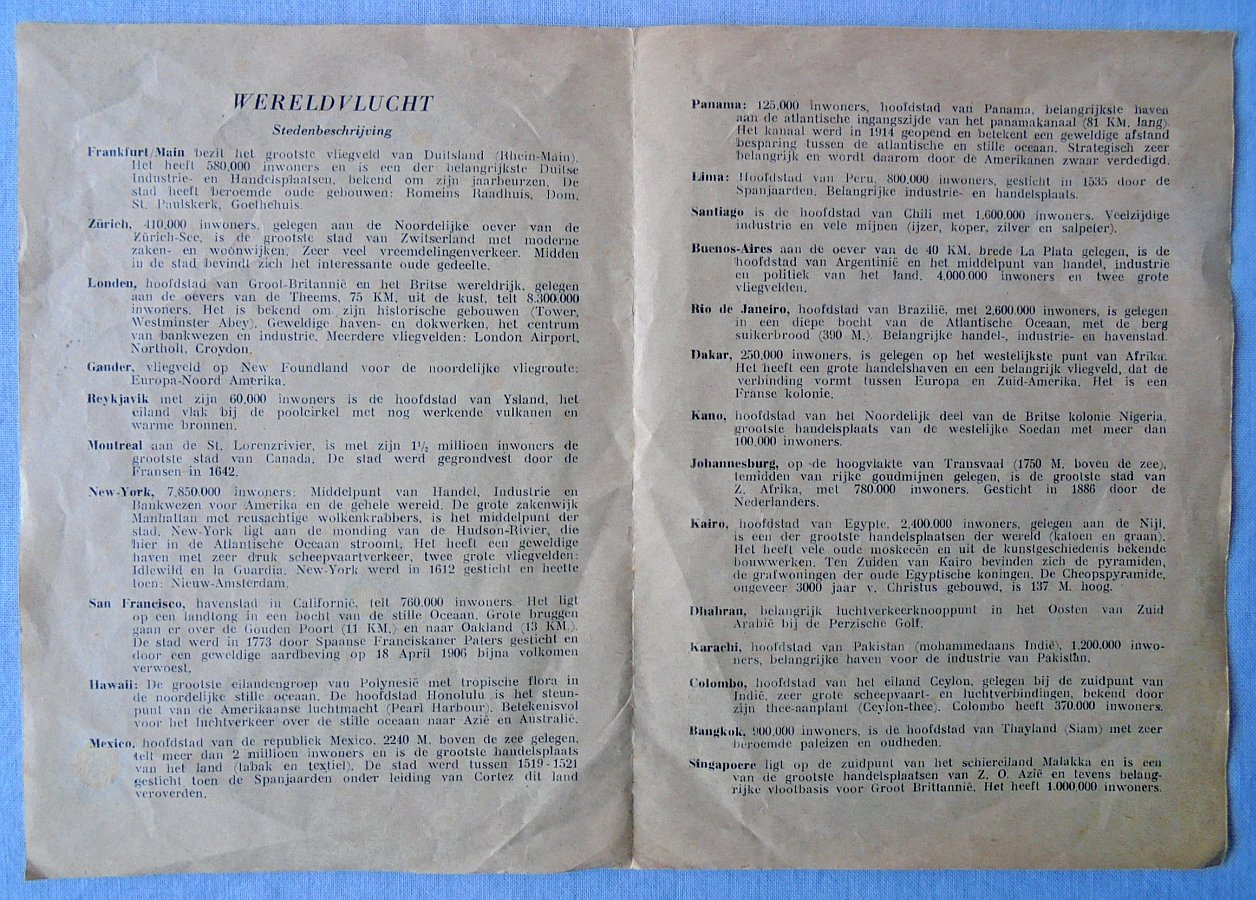 WERELDVLUCHT
Stedenbeschrijving
Frankfurt/Main bezit het grootste vliegveld van Duitsland (Rhein-Main).
Het heeft 580.000 inwoners en is een der belangrijkste Duitse
Industrie- en Handelsplaatsen, bekend om zijn jaarbeurzen. De
stad heeft beroemde oude gebouwen: Romeins Raadhuis, Dom,
St. Paulskerk, Goethehuis.
Zürich, 410.000 inwoners, gelegen aan de Noordelijke oever van de
Zürich-See, is de grootste stad van Zwitserland met moderne
zaken- en woonwijken. Zeer veel vreemdelingenverkeer. Midden
in de stad bevindt zich het interessante oude gedeelte.
Londen, hoofdstad van Groot-Britannië en het Britse wereldrijk, gelegen
aan de oevers van de Theems, 75 KM. uit de kust, telt 8.300.000
inwoners. Het is bekend om zijn historische gebouwen (Tower,
Westminster Abey). Geweldige haven- en dokwerken, het centrum
van bankwezen en industrie. Meerdere vliegvelden: London Airport,
Northolt, Croydon.
Gander, vliegveld op New Foundland voor de noordelijke vliegroute:
Europa-Noord Amerika.
Reykjavik met zijn 60.000 inwoners is de hoofdstad van Ysland, het
eiland vlak bij de poolcirkel met nog werkende vulkanen en
warme bronnen.
Montreal aan de St. Lorenzrivier, is met zijn 1½ millioen inwoners de
grootste stad van Canada. De stad werd gegrondvest door de
Fransen in 1642.
New-York, 7.850.000 inwoners: Middelpunt van Handel, Industrie en
Bankwezen voor Amerika en de gehele wereld. De grote zakenwijk
Manhattan met reusachtige wolkenkrabbers, is het middelpunt der
stad. New-York ligt aan de monding van de Hudson-Rivier, die
hier in de Atlantische Oceaan stroomt. Het heeft een geweldige
haven met zeer druk scheepvaartverkeer, twee grote vliegvelden:
Idlewild en la Guardia. New-York werd in 1612 gesticht en heette
toen: Nieuw-Amsterdam.
San Francisco, havenstad in Californië, telt 760.000 inwoners. Het ligt
op een landtong in een bocht van de stille Oceaan. Grote bruggen
gaan er over de Gouden Poort (11 KM.) en naar Oakland (13 KM.).
De stad werd in 1773 door Spaanse Franciskaner Paters gesticht en
door een geweldige aardbeving op 18 April 1906 bijna volkomen
verwoest.
Hawaii: De grootste eilandengroep van Polynesië met tropische flora in
de noordelijke stille oceaan. De hoofdstad Honolulu is het steun-
punt van de Amerikaanse luchtmacht (Pearl Harbour). Betekenisvol
voor het luchtverkeer over de stille oceaan naar Azië en Australië.
Mexico, hoofdstad van de republiek Mexico, 2240 M. boven de zee gelegen,
telt meer dan 2 millioen inwoners en is de grootste handelsplaats
van het land (tabak en textiel). De stad werd tussen 1519-1521
gesticht toen de Spanjaarden onder leiding van Cortez dit land
veroverden.
Panama: 125.000 inwoners, hoofdstad van Panama, belangrijkste haven
aan de atlantische ingangszijde van het panamakanaal (81 KM. lang).
Het kanaal werd in 1914 geopend en betekent een geweldige afstand
besparing tussen de atlantische en stille oceaan. Strategisch zeer
belangrijk en wordt daarom door de Amerikanen zwaar verdedigd.
Lima: Hoofdstad van Peru, 800.000 inwoners, gesticht in 1535 door de
Spanjaarden. Belangrijke industrie- en handelsplaats.
Santiago is de hoofdstad van Chili met 1.600.000 inwoners. Veelzijdige
industrie en vele mijnen (ijzer, koper, zilver en salpeter).
Buenos-Aires aan de oever van de 40 KM. brede La Plata gelegen, is de
hoofdstad van Argentinië en het middelpunt van handel, industrie
en politiek van het land. 4.000.000 inwoners en twee grote
vliegvelden.
Rio de Janeiro, hoofdstad van Brazilië, met 2,600.000 inwoners, is gelegen
in een diepe bocht van de Atlantische Oceaan, met de berg
suikerbrood (390 M.). Belangrijke handel-, industrie- en havenstad.
Dakar, 250.000 inwoners, is gelegen op het westelijkste punt van Afrika.
Het heeft een grote handelshaven en een belangrijk vliegveld, dat de
verbinding vormt tussen Europa en Zuid-Amerika. Het is een
Franse kolonie.
Kano, hoofdstad van het Noordelijk deel van de Britse kolonie Nigeria,
grootste handelsplaats van de westelijke Soedan met meer dan
100.000 inwoners.
Johannesburg, op de hoogvlakte van Transvaal (1750 M. boven de zee),
temidden van rijke goudmijnen gelegen, is de grootste stad van
Z. Afrika, met 780.000 inwoners. Gesticht in 1886 door de
Nederlanders.
Kairo, hoofdstad van Egypte, 2.400.000 inwoners, gelegen aan de Nijl,
is een der grootste handelsplaatsen der wereld (katoen en graan).
Het heeft vele oude moskeeën en uit de kunstgeschiedenis bekende
bouwwerken. Ten Zuiden van Kairo bevinden zich de pyramiden,
de grafwoningen der oude Egyptische koningen. De Cheopspyramide,
ongeveer 3000 jaar v. Christus gebouwd, is 137 M. hoog.
Dhahran, belangrijk luchtverkeerknooppunt in het Oosten van Zuid
Arabië bij de Perzische Golf.
Karachi, hoofdstad van Pakistan (mohammedaans Indië), 1.200.000 inwo-
ners, belangrijke haven voor de industrie van Pakistan.
Colombo, hoofdstad van het eiland Ceylon, gelegen bij de zuidpunt van
Indië, zeer grote scheepvaart- en luchtverbindingen, bekend door
zijn thee-aanplant (Ceylon-thee). Colombo heeft 370.000 inwoners.
Bangkok, 900.000 inwoners, is de hoofdstad van Thayland (Siam) met zeer
beroemde paleizen en oudheden.
Singapoere ligt op de zuidpunt van het schiereiland Malakka en is een
van de grootste handelsplaatsen van Z. O. Azië en tevens belang-
rijke vlootbasis voor Groot Brittannië. Het heeft 1.000.000 inwoners.